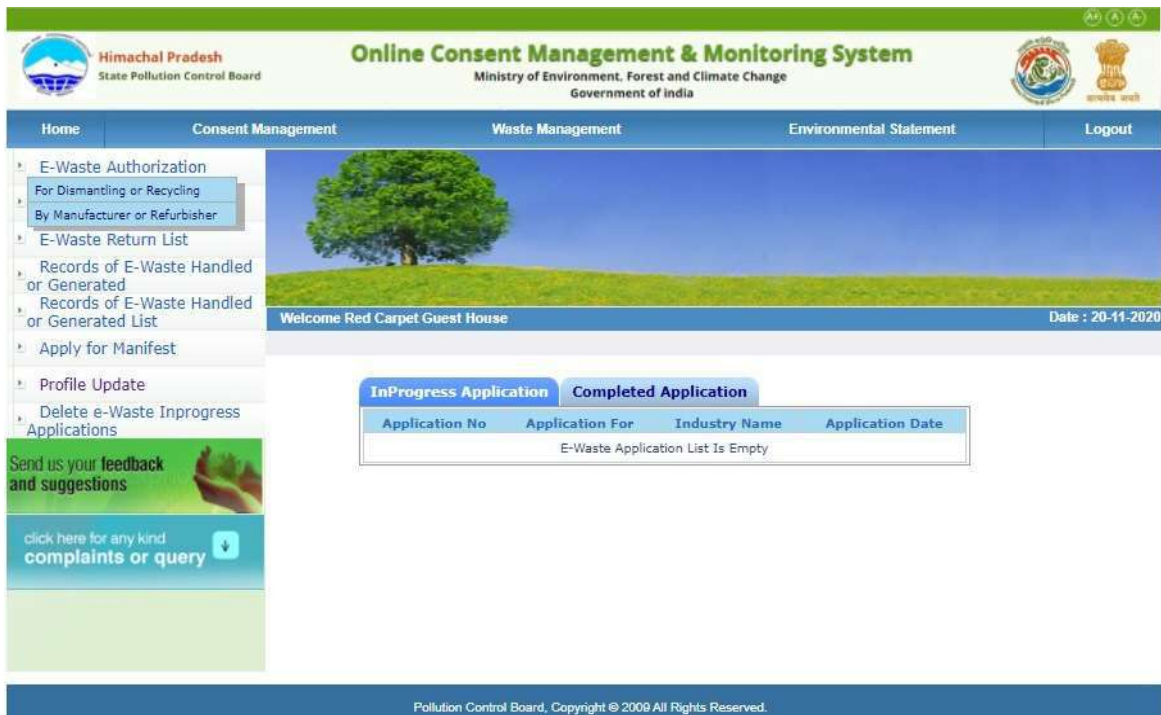 A+ A A-
Himachal Pradesh
State Pollution Control Board
Online Consent Management & Monitoring System
Ministry of Environment, Forest and Climate Change
Government of india
सत्यमेव जयते
Home Consent Management Waste Management Environmental Statement Logout
E-Waste Authorization
For Dismantling or Recycling
By Manufacturer or Refurbisher
E-Waste Return List
Records of E-Waste Handled
or Generated
Records of E-Waste Handled
or Generated List
Apply for Manifest
Profile Update
Delete e-Waste Inprogress
Applications
Send us your feedback
and suggestions
click here for any kind
complaints or query
Welcome Red Carpet Guest House Date : 20-11-2020
InProgress Application Completed Application
Application No Application For Industry Name Application Date
E-Waste Application List Is Empty
Pollution Control Board, Copyright © 2009 All Rights Reserved.